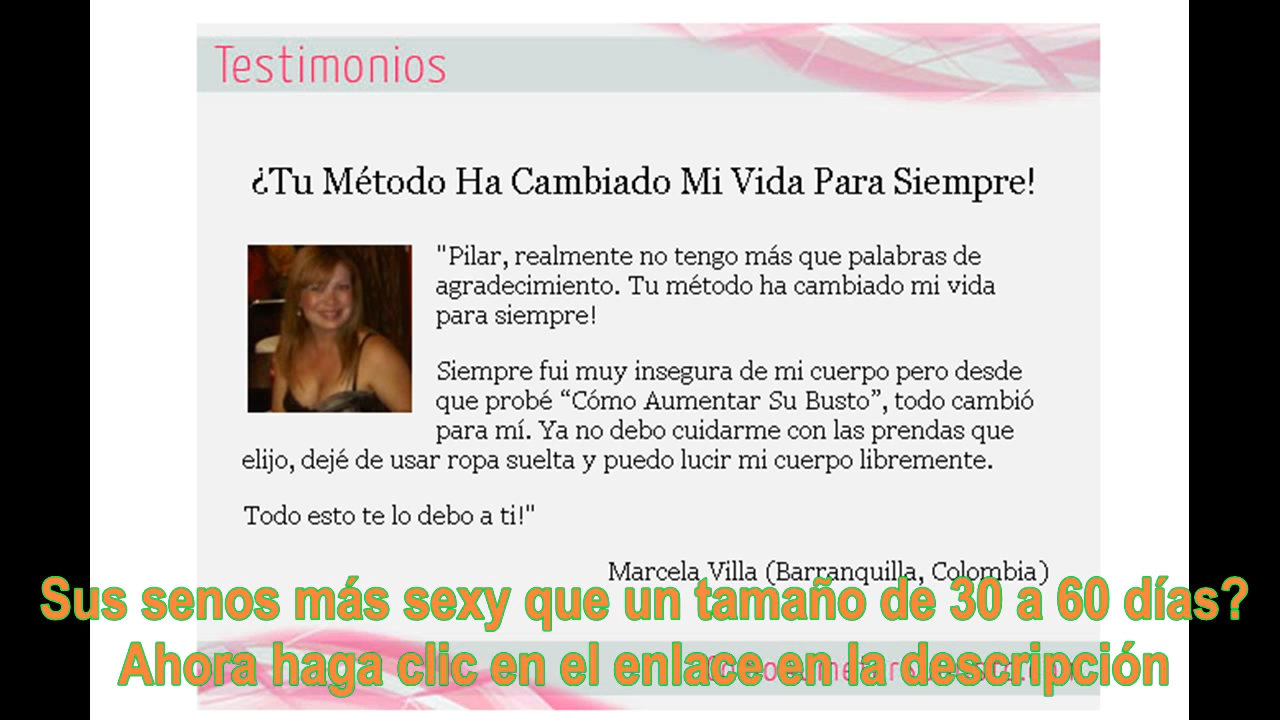 Testimonios
¿Tu Método Ha Cambiado Mi Vida Para Siempre!
"Pilar, realmente no tengo más que palabras de
agradecimiento. Tu método ha cambiado mi vida
para siempre!
Siempre fui muy insegura de mi cuerpo pero desde
que probé “Cómo Aumentar Su Busto”, todo cambió
para mí. Ya no debo cuidarme con las prendas que
elijo, dejé de usar ropa suelta y puedo lucir mi cuerpo libremente.
Todo esto te lo debo a ti!"
Marcela Villa (Barranquilla, Colombia)
Sus senos más sexy que un tamaño de 30 a 60 días?
Ahora haga clic en el enlace en la descripción